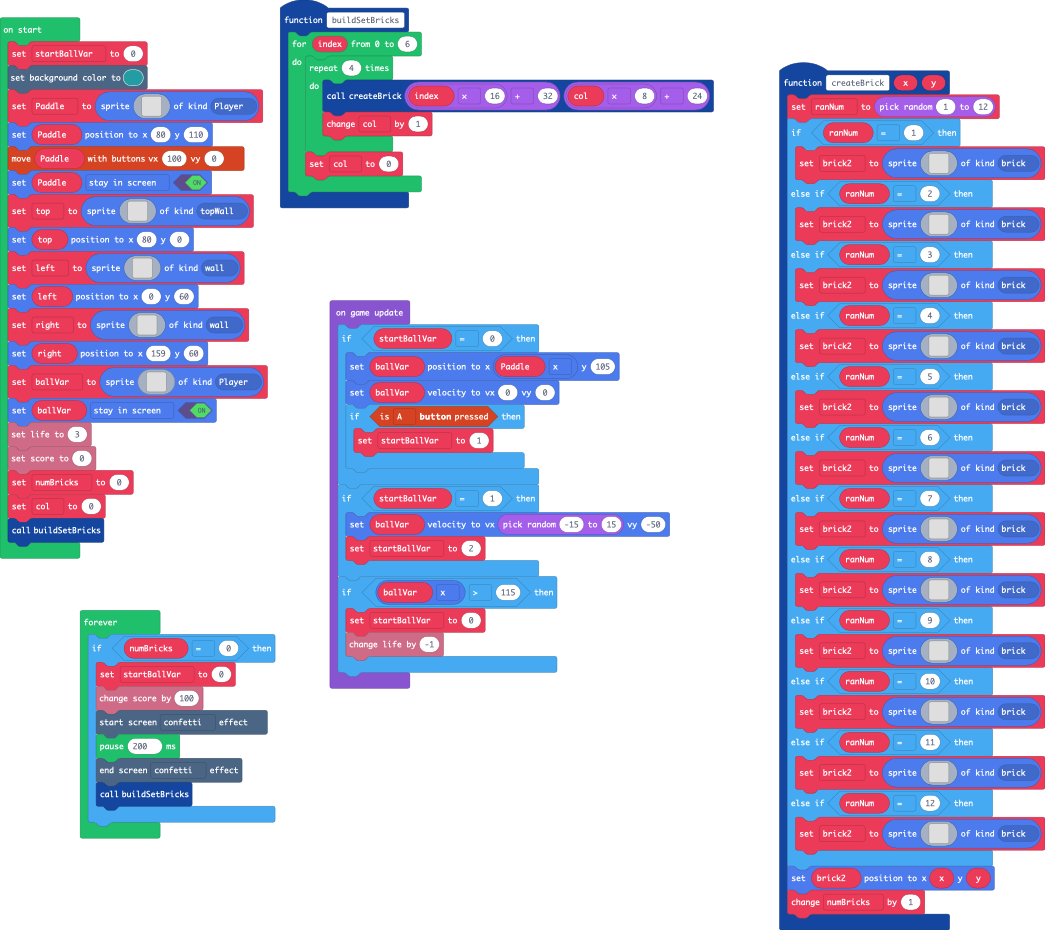 on start
set startBallVar to 0
set background color to
set Paddle to sprite of kind Player
set Paddle position to x 80 y 110
move Paddle with buttons vx 100 vy 0
set Paddle stay in screen ON
set top to sprite of kind topWall
set top position to x 80 y 0
set left to sprite of kind wall
set left position to x 0 y 60
set right to sprite of kind wall
set right position to x 159 y 60
set ballVar to sprite of kind Player
set ballVar stay in screen ON
set life to 3
set score to 0
set numBricks to 0
set col to 0
call buildSetBricks
function buildSetBricks
for index from 0 to 6
do repeat 4 times
do call createBrick index × 16 + 32 col × 8 + 24
change col by 1
set col to 0
on game update
if startBallVar = 0 then
set ballVar position to x Paddle x y 105
set ballVar velocity to vx 0 vy 0
if is A button pressed then
set startBallVar to 1
if startBallVar = 1 then
set ballVar velocity to vx pick random -15 to 15 vy -50
set startBallVar to 2
if ballVar x > 115 then
set startBallVar to 0
change life by -1
forever
if numBricks = 0 then
set startBallVar to 0
change score by 100
start screen confetti effect
pause 200 ms
end screen confetti effect
call buildSetBricks
function createBrick x y
set ranNum to pick random 1 to 12
if ranNum = 1 then
set brick2 to sprite of kind brick
else if ranNum = 2 then
set brick2 to sprite of kind brick
else if ranNum = 3 then
set brick2 to sprite of kind brick
else if ranNum = 4 then
set brick2 to sprite of kind brick
else if ranNum = 5 then
set brick2 to sprite of kind brick
else if ranNum = 6 then
set brick2 to sprite of kind brick
else if ranNum = 7 then
set brick2 to sprite of kind brick
else if ranNum = 8 then
set brick2 to sprite of kind brick
else if ranNum = 9 then
set brick2 to sprite of kind brick
else if ranNum = 10 then
set brick2 to sprite of kind brick
else if ranNum = 11 then
set brick2 to sprite of kind brick
else if ranNum = 12 then
set brick2 to sprite of kind brick
set brick2 position to x x y y
change numBricks by 1